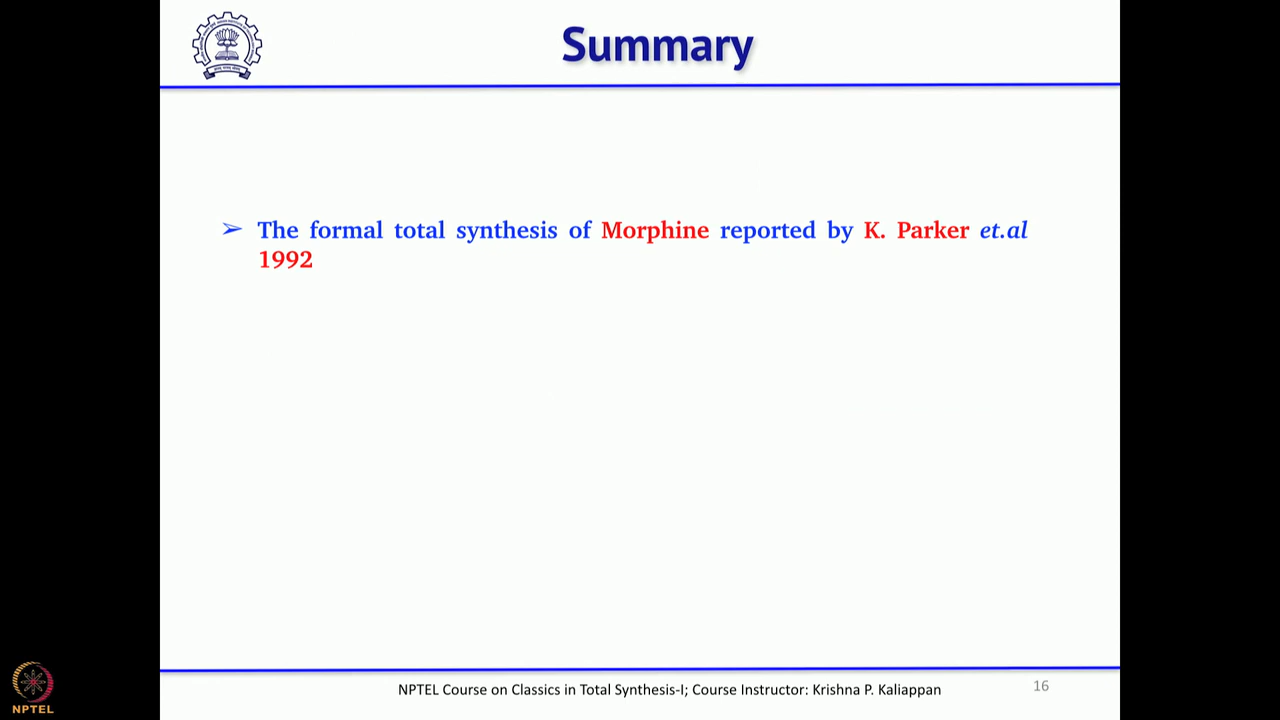 Summary
➢ The formal total synthesis of Morphine reported by K. Parker et.al
1992
NPTEL Course on Classics in Total Synthesis-I; Course Instructor: Krishna P. Kaliappan
16
NPTEL